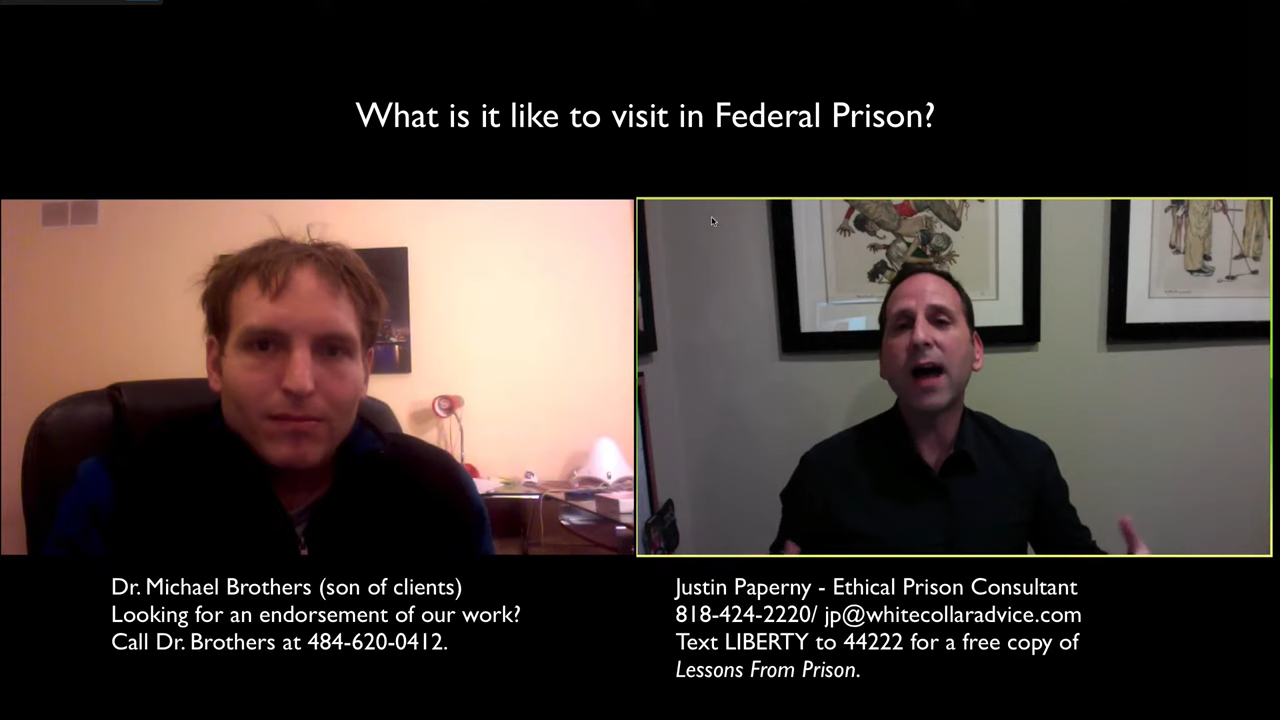 What is it like to visit in Federal Prison?
Dr. Michael Brothers (son of clients)
Looking for an endorsement of our work?
Call Dr. Brothers at 484-620-0412.
Justin Paperny - Ethical Prison Consultant
818-424-2220/ jp@whitecollaradvice.com
Text LIBERTY to 44222 for a free copy of
Lessons From Prison.